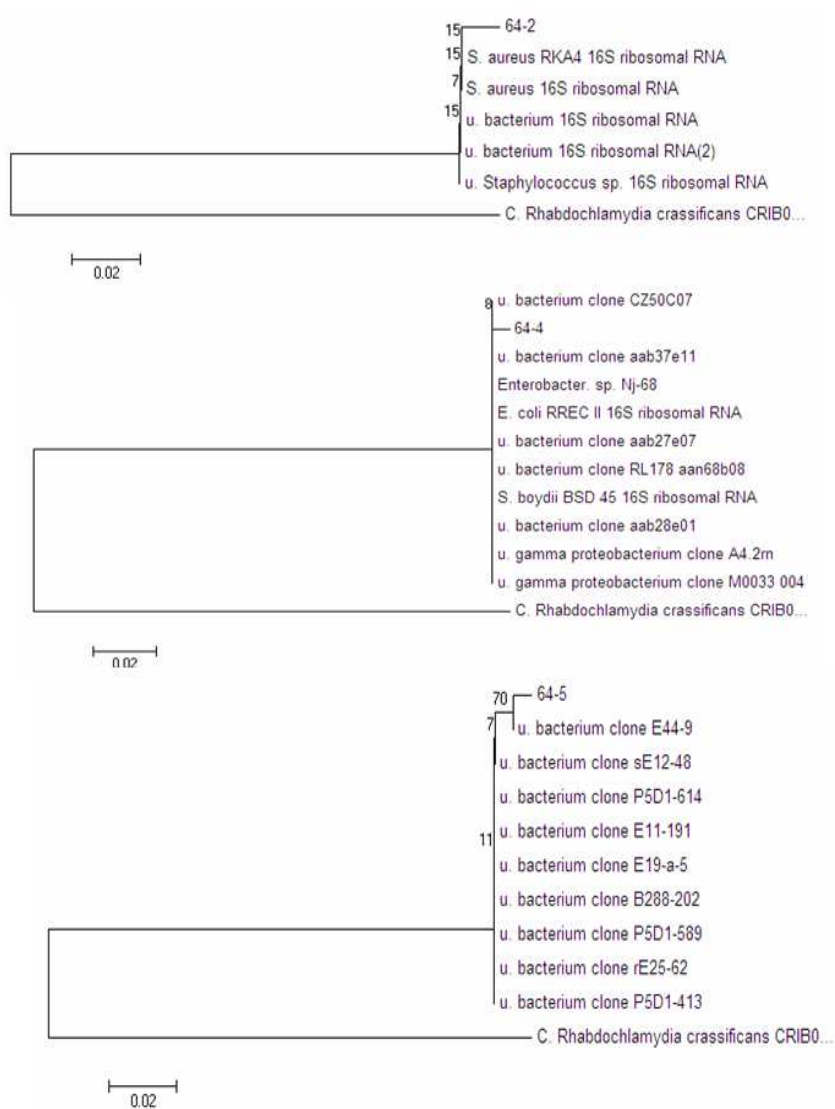 15
64-2
15
S. aureus RKA4 16S ribosomal RNA
7
S. aureus 16S ribosomal RNA
15
u. bacterium 16S ribosomal RNA
u. bacterium 16S ribosomal RNA(2)
u. Staphylococcus sp. 16S ribosomal RNA
C. Rhabdochlamydia crassificans CRIB0...
0.02
8
u. bacterium clone CZ50C07
64-4
u. bacterium clone aab37e11
Enterobacter. sp. Nj-68
E. coli RREC II 16S ribosomal RNA
u. bacterium clone aab27e07
u. bacterium clone RL178 aan68b08
S. boydii BSD 45 16S ribosomal RNA
u. bacterium clone aab28e01
u. gamma proteobacterium clone A4.2m
u. gamma proteobacterium clone M0033 004
C. Rhabdochlamydia crassificans CRIB0...
0.02
70
64-5
7
u. bacterium clone E44-9
u. bacterium clone sE12-48
u. bacterium clone P5D1-614
11
u. bacterium clone E11-191
u. bacterium clone E19-a-5
u. bacterium clone B288-202
u. bacterium clone P5D1-589
u. bacterium clone rE25-62
u. bacterium clone P5D1-413
C. Rhabdochlamydia crassificans CRIB0...
0.02